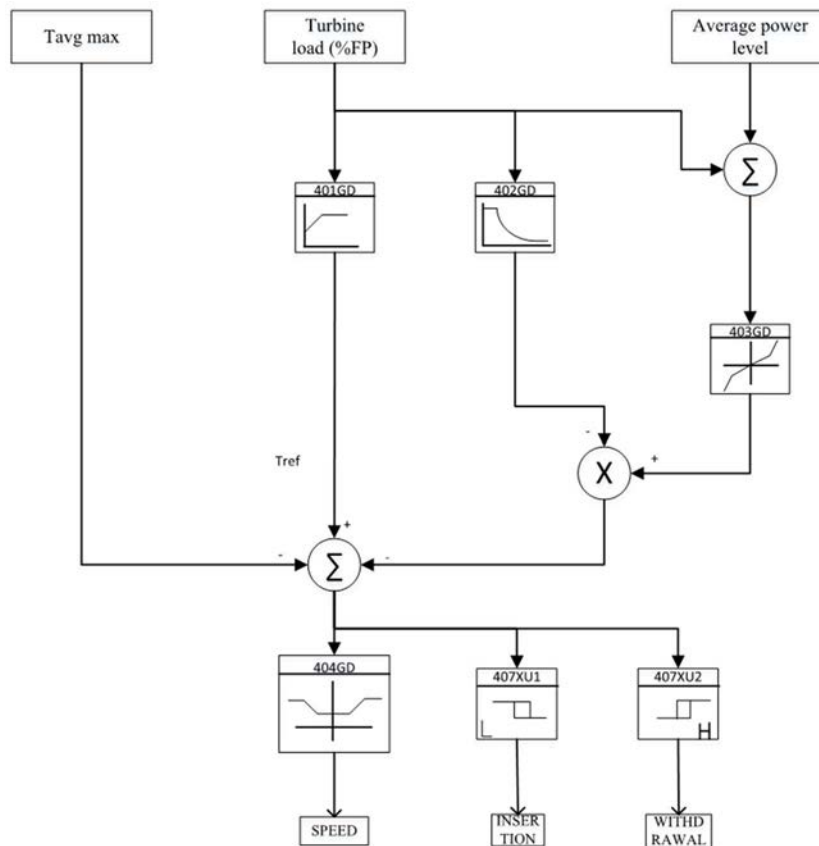 Tavg max
Turbine
load (%FP)
Average power
level
Σ
401GD
402GD
403GD
-
+
X
Tref
+
-
-
Σ
404GD
407XU1
L
407XU2
H
SPEED
INSER
TION
WITHD
RAWAL